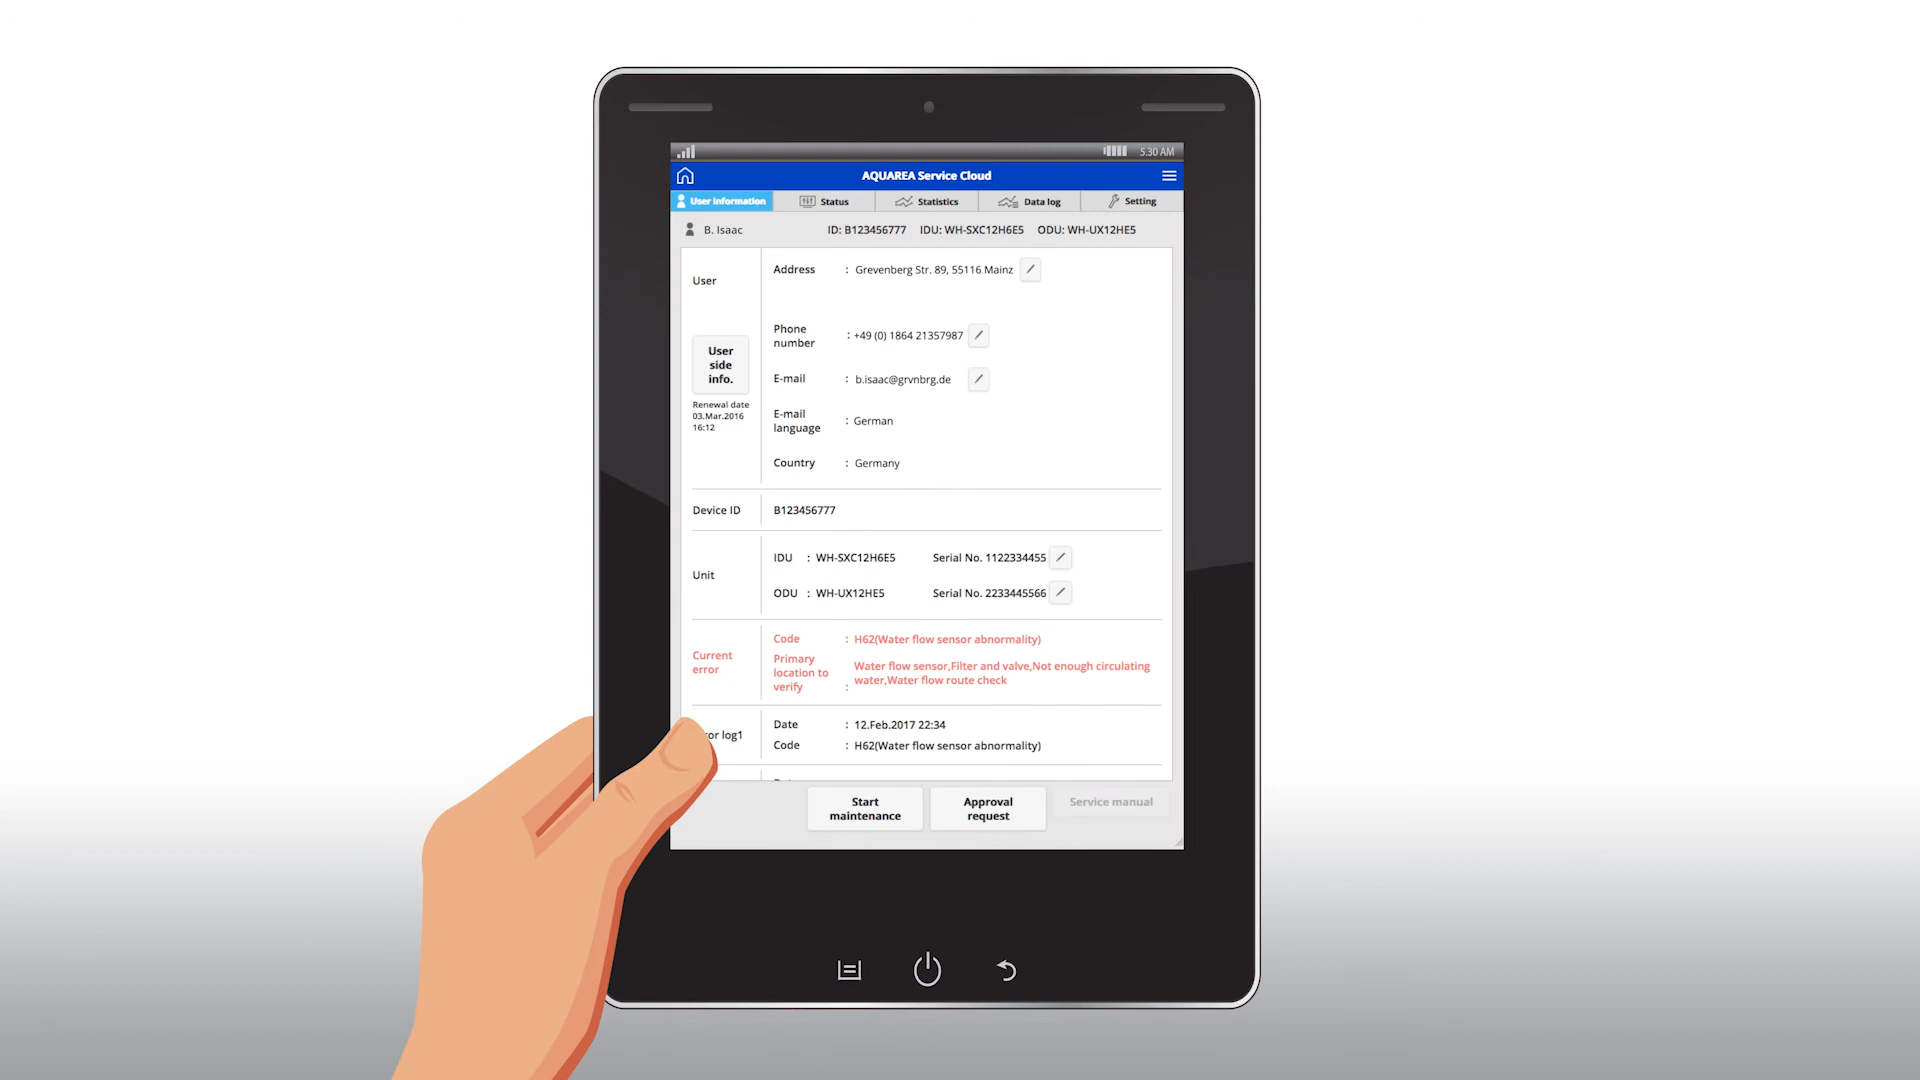 5.30 AM
AQUAREA Service Cloud
User information Status Statistics Data log Setting
B. Isaac ID: B123456777 IDU: WH-SXC12H6E5 ODU: WH-UX12HE5
User
Address : Grevenberg Str. 89, 55116 Mainz
Phone
number : +49 (0) 1864 21357987
User
side
info.
Renewal date
03.Mar.2016
16:12
E-mail : b.isaac@grvnbrg.de
E-mail
language : German
Country : Germany
Device ID B123456777
Unit
IDU : WH-SXC12H6E5 Serial No. 1122334455
ODU : WH-UX12HE5 Serial No. 2233445566
Current
error
Code : H62(Water flow sensor abnormality)
Primary
location to
verify :
Water flow sensor,Filter and valve,Not enough circulating
water,Water flow route check
log1
Date : 12.Feb.2017 22:34
Code : H62(Water flow sensor abnormality)
Start
maintenance
Approval
request
Service manual